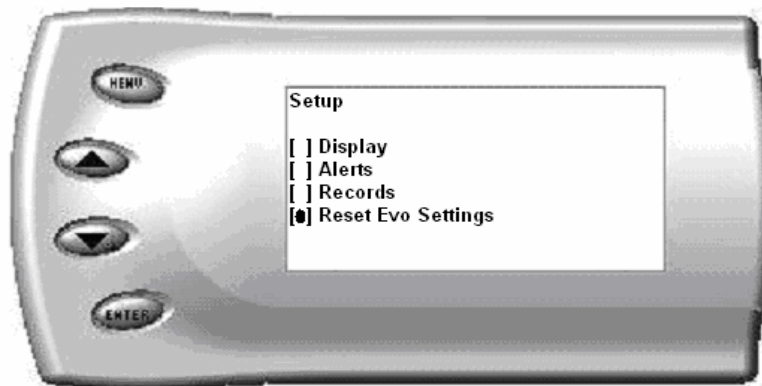 MENU
Setup
[ ] Display
[ ] Alerts
[ ] Records
[●] Reset Evo Settings
ENTER